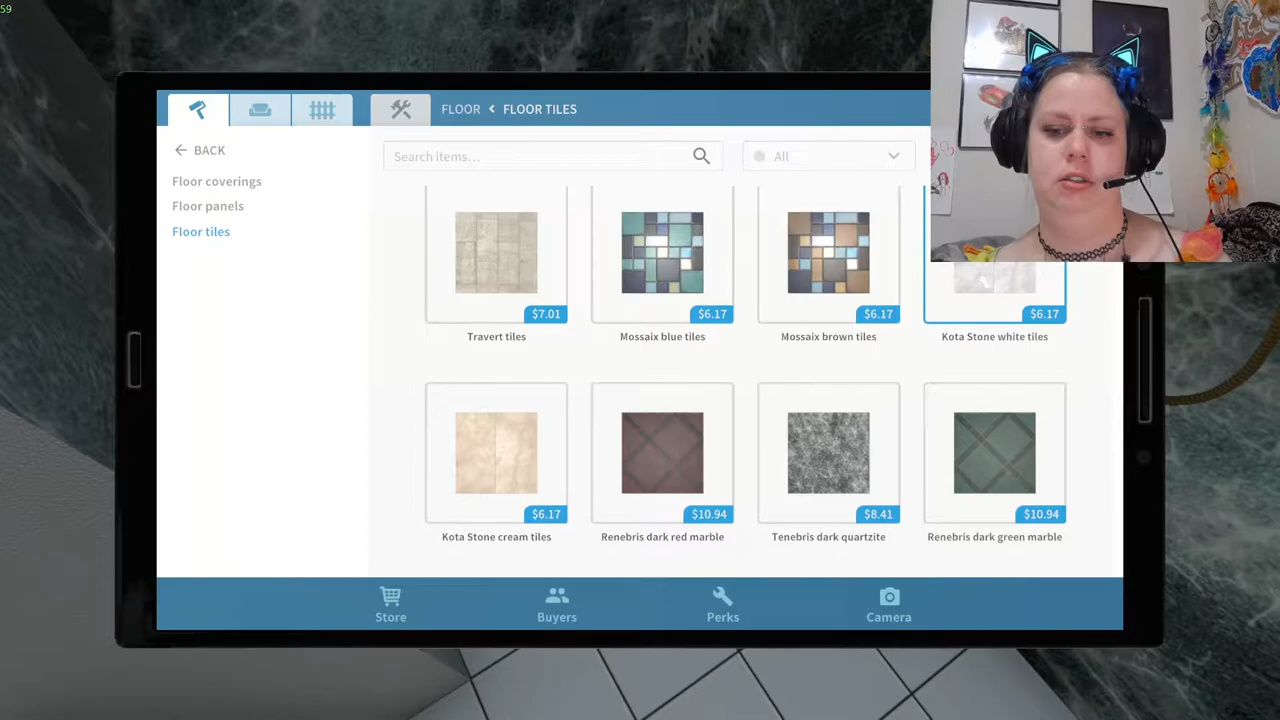 59
FLOOR < FLOOR TILES
BACK
Search items...
All
Floor coverings
Floor panels
Floor tiles
$7.01
$6.17
$6.17
$6.17
Travert tiles
Mossaix blue tiles
Mossaix brown tiles
Kota Stone white tiles
$6.17
$10.94
$8.41
$10.94
Kota Stone cream tiles
Renebris dark red marble
Tenebris dark quartzite
Renebris dark green marble
Store
Buyers
Perks
Camera